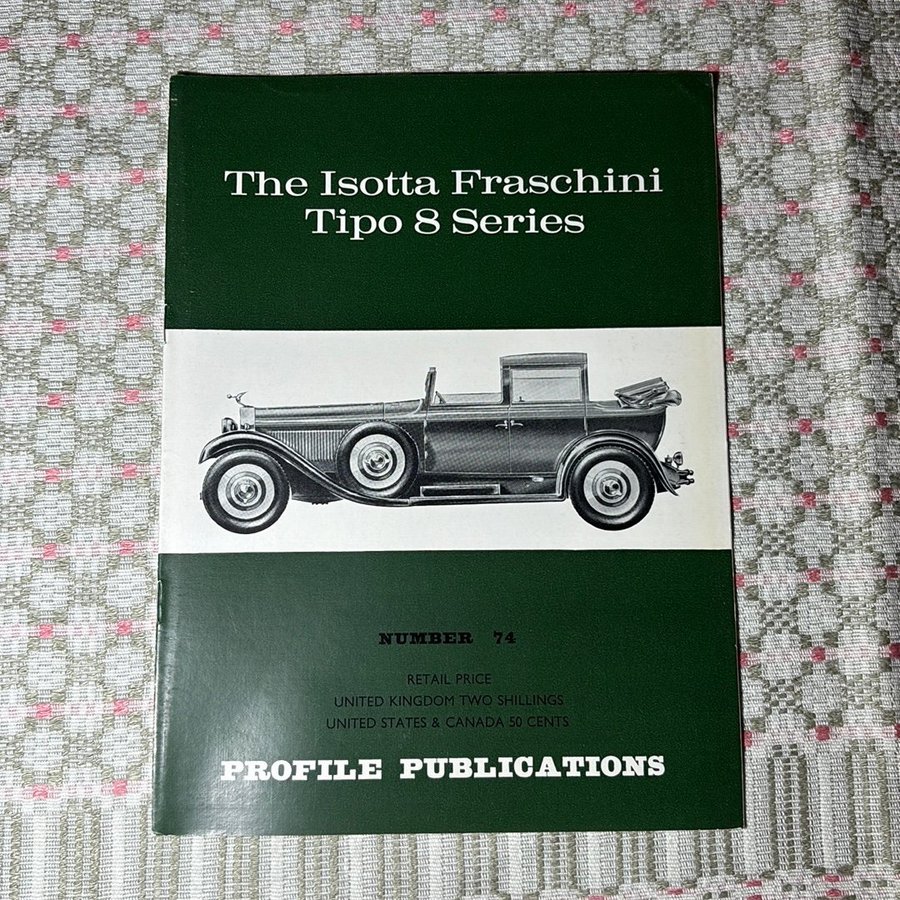 The Isotta Fraschini
Tipo 8 Series
NUMBER 74
RETAIL PRICE
UNITED KINGDOM TWO SHILLINGS
UNITED STATES & CANADA 50 CENTS
PROFILE PUBLICATIONS